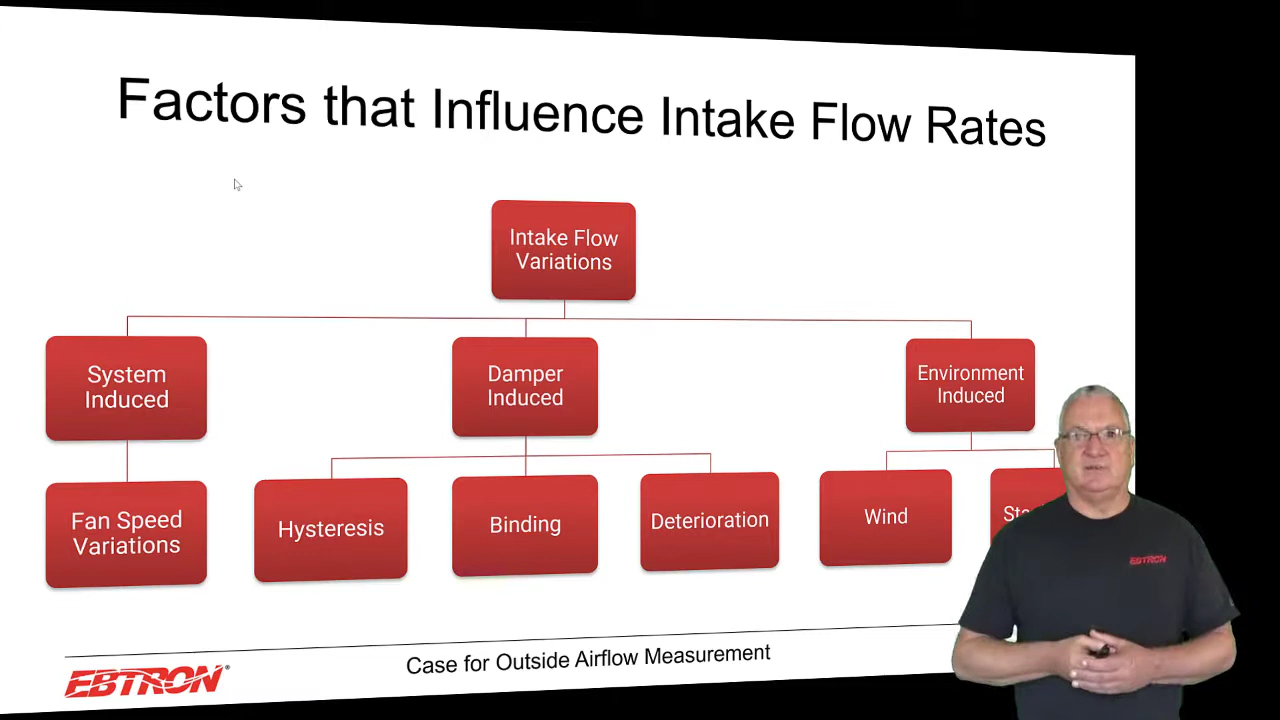 Factors that Influence Intake Flow Rates
Intake Flow
Variations
System
Induced
Damper
Induced
Environment
Induced
Fan Speed
Variations
Hysteresis
Binding
Deterioration
Wind
EBTRON®
Case for Outside Airflow Measurement
EBTRON